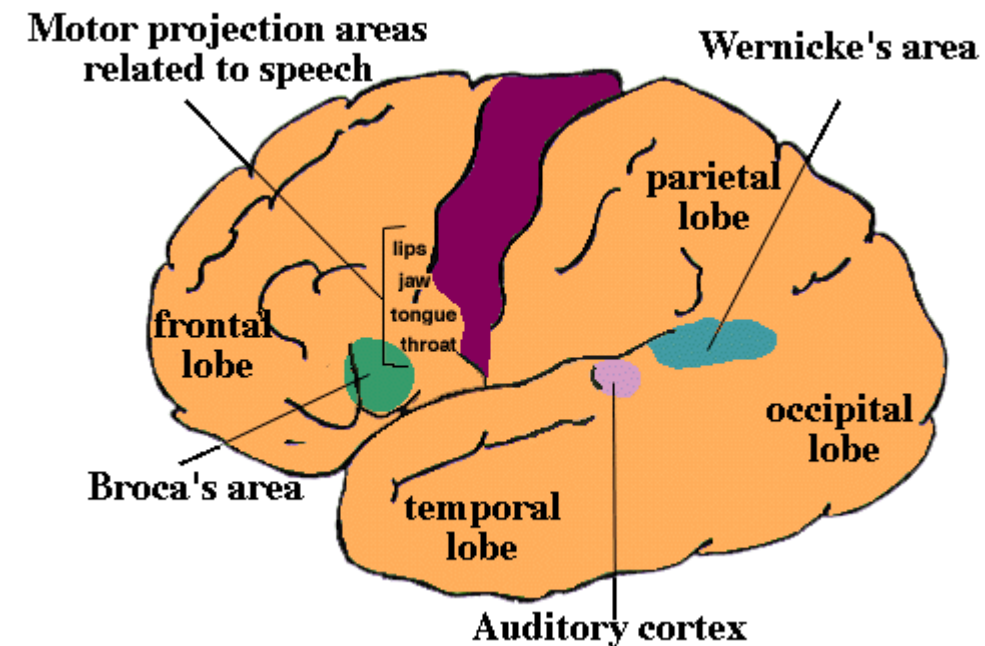 Motor projection areas
related to speech
Wernicke's area
parietal
lobe
lips
jaw
tongue
throat
frontal
lobe
occipital
lobe
Broca's area
temporal
lobe
Auditory cortex